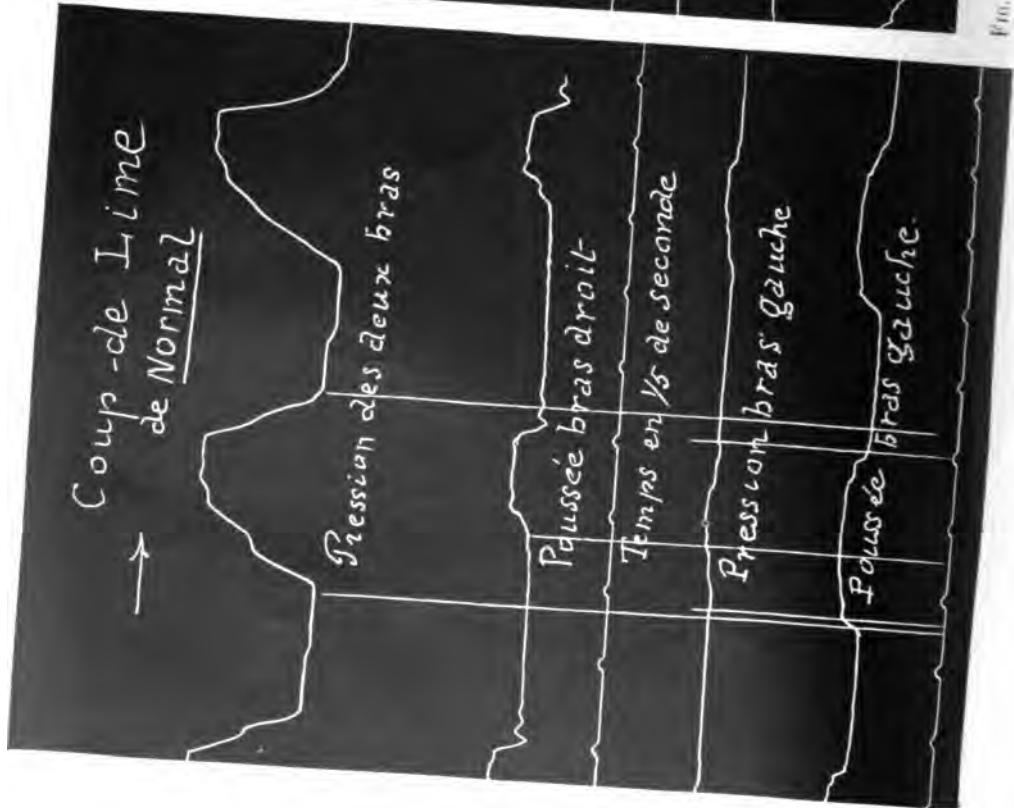 Coup-de Lime
de Normal
Pression des deux bras
Poussée bras droit
Temps en 1/5 de seconde
Pression bras gauche
Poussée bras gauche.
FIG.